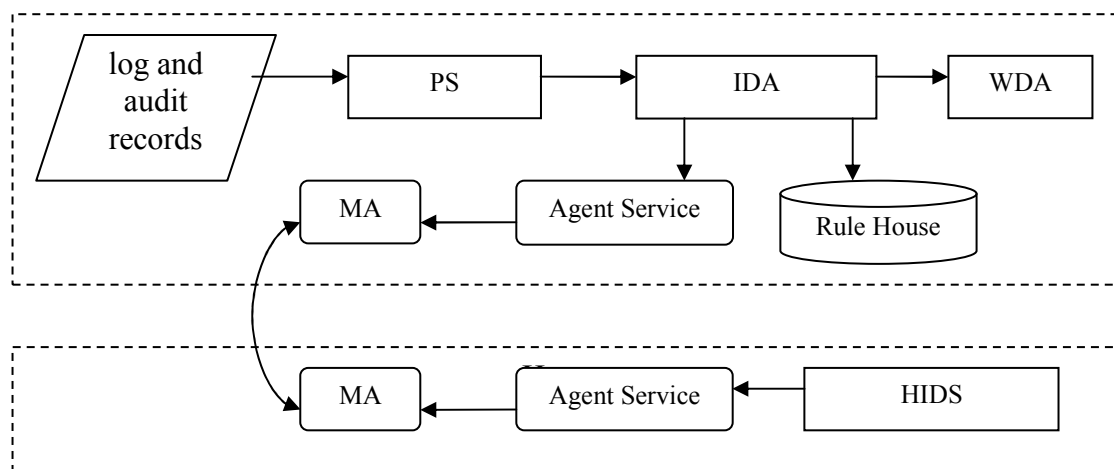 log and
audit
records
PS
IDA
WDA
MA
Agent Service
Rule House
MA
Agent Service
HIDS